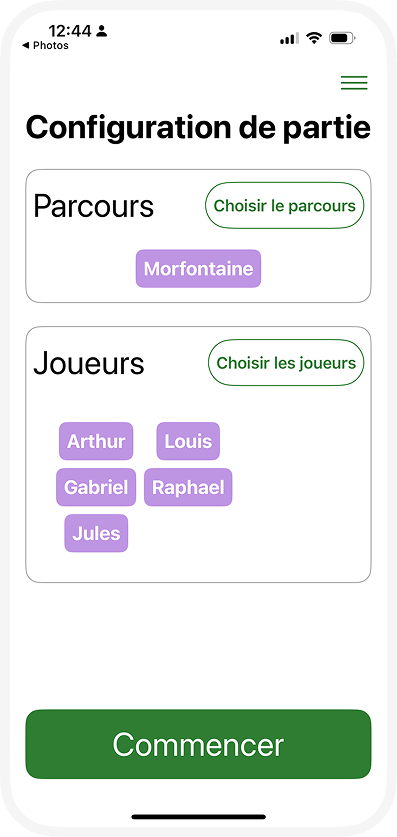 12:44
◀ Photos
Configuration de partie
Parcours
Choisir le parcours
Morfontaine
Joueurs
Choisir les joueurs
Arthur Louis
Gabriel Raphael
Jules
Commencer